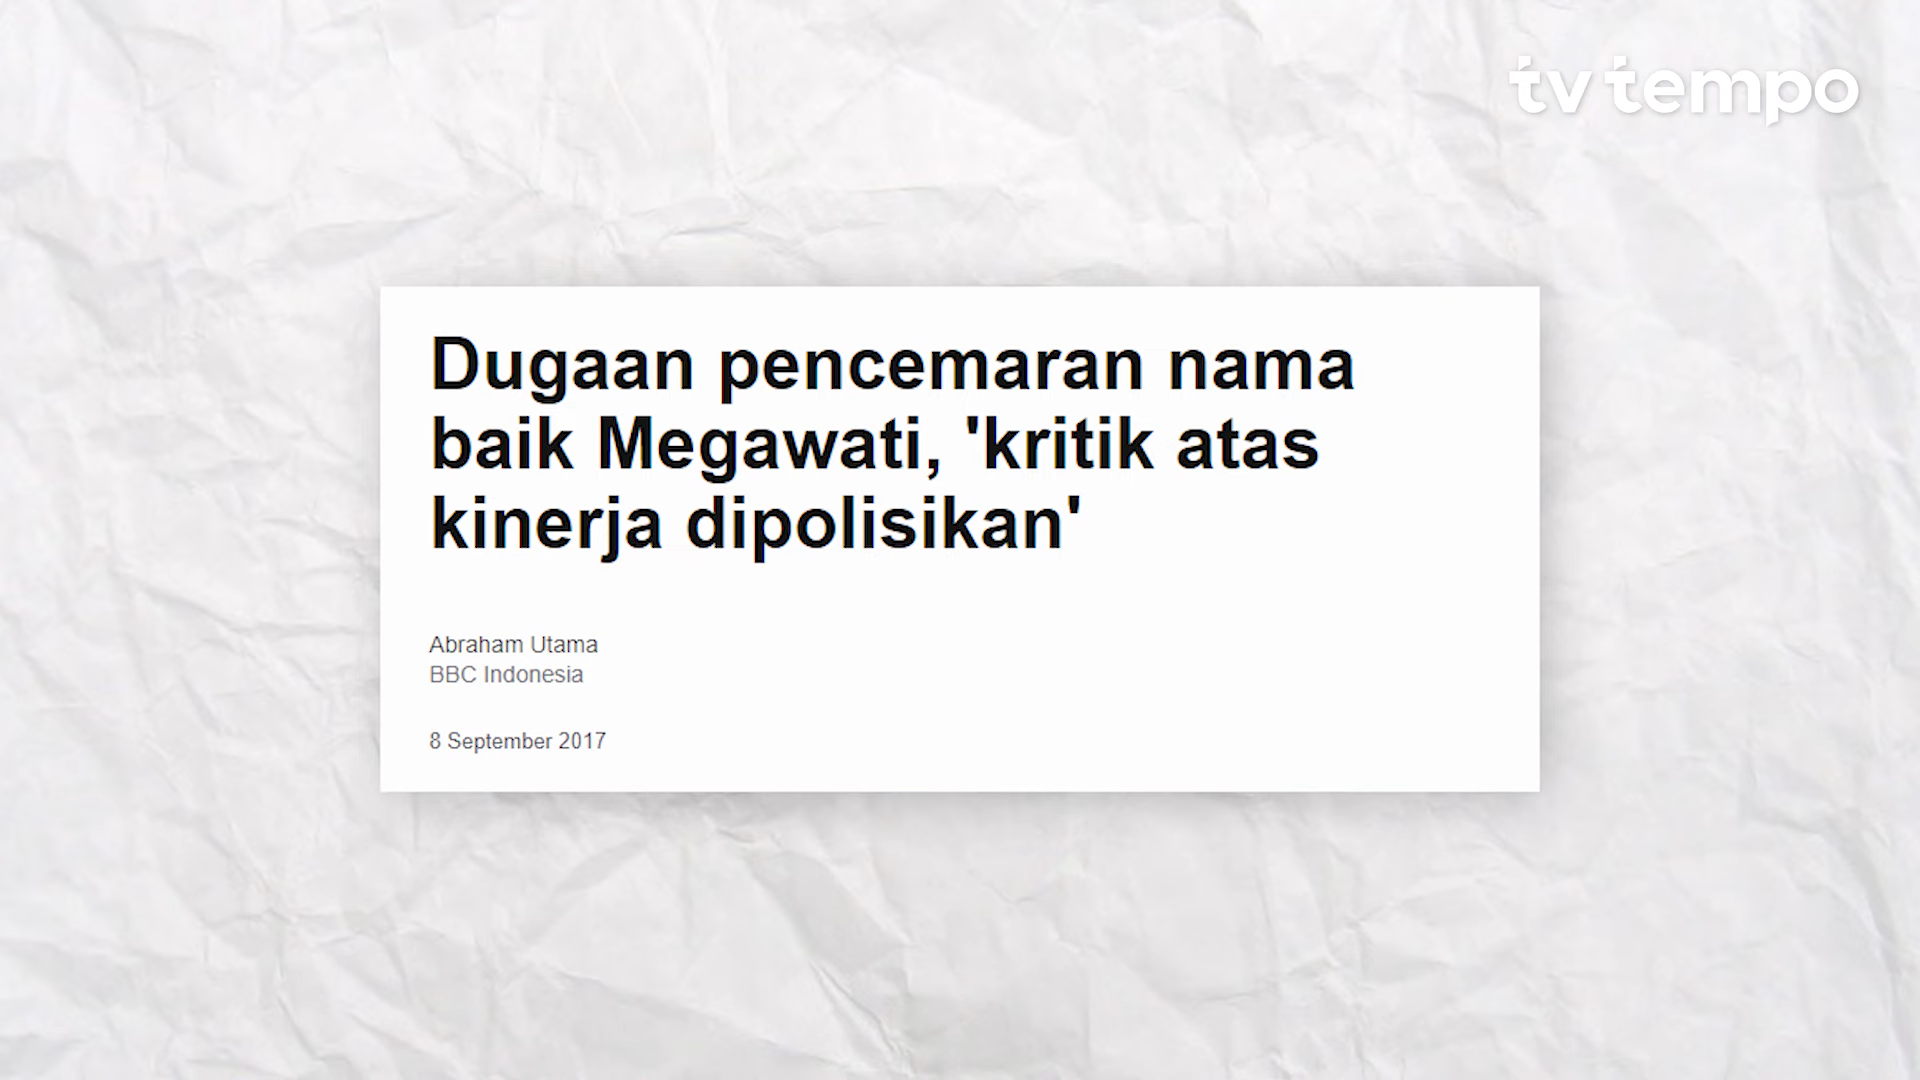 tv tempo
Dugaan pencemaran nama
baik Megawati, 'kritik atas
kinerja dipolisikan'
Abraham Utama
BBC Indonesia
8 September 2017